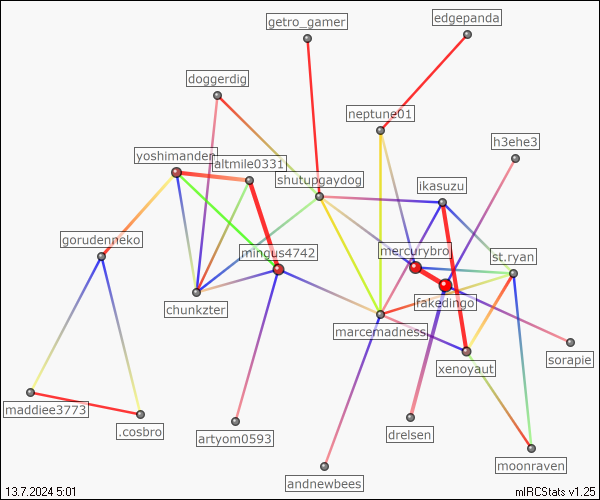 edgepanda
getro_gamer
doggerdig
neptune01
h3ehe3
yoshimanden
altmile0331
shutupgaydog
ikasuzu
gorudenneko
mingus4742
mercurybro
st.ryan
chunkzter
fakedingo
marcemadness
sorapie
xenoyaut
maddiee3773
.cosbro
artyom0593
drelsen
moonraven
andnewbees
13.7.2024 5:01
mIRCStats v1.25